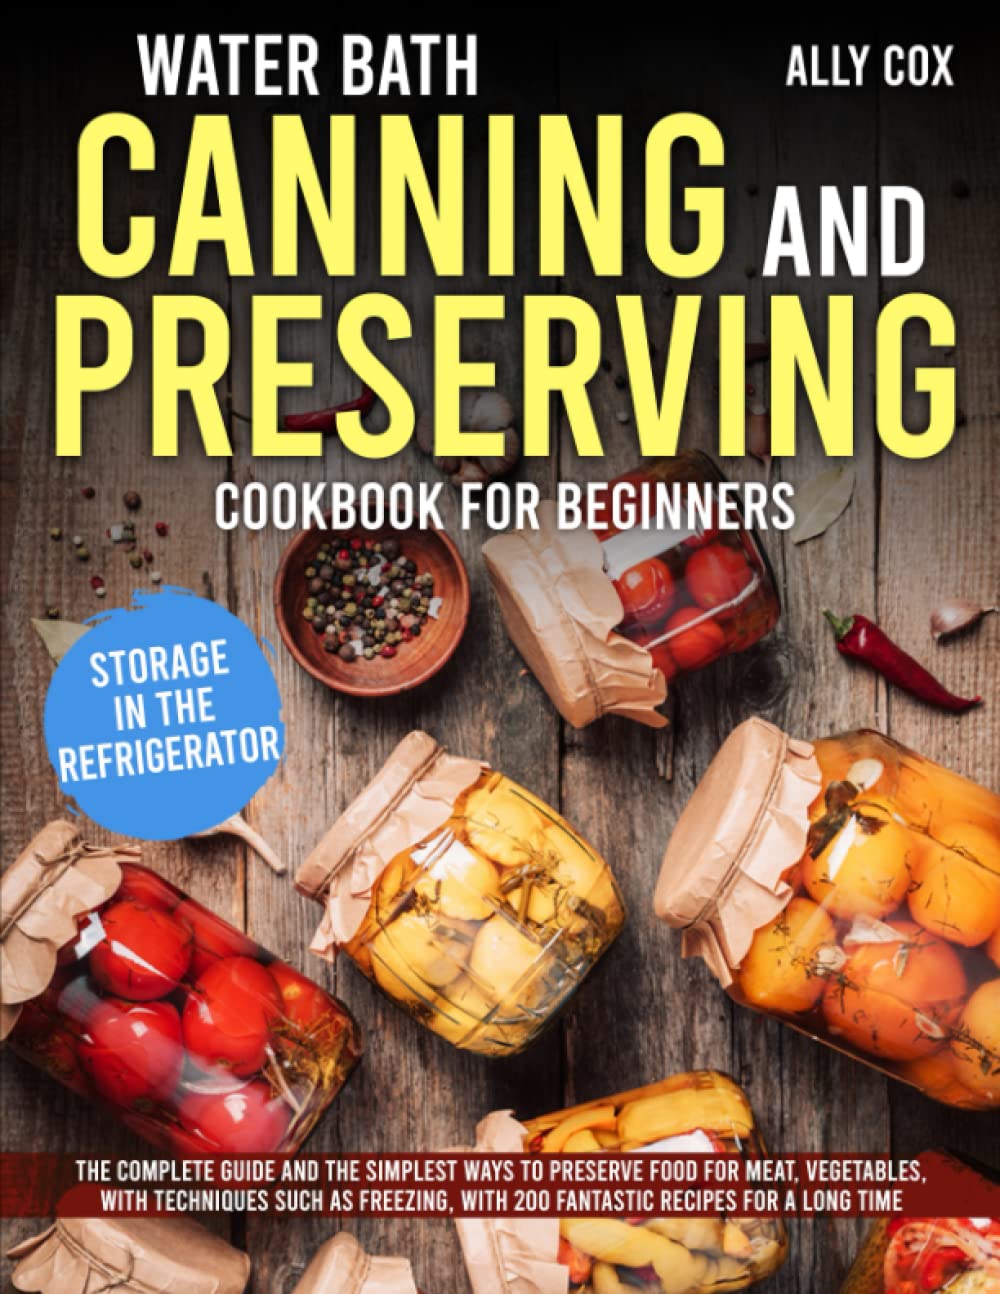 WATER BATH
ALLY COX
CANNING AND
PRESERVING
COOKBOOK FOR BEGINNERS
STORAGE
IN THE
REFRIGERATOR
THE COMPLETE GUIDE AND THE SIMPLEST WAYS TO PRESERVE FOOD FOR MEAT, VEGETABLES,
WITH TECHNIQUES SUCH AS FREEZING, WITH 200 FANTASTIC RECIPES FOR A LONG TIME